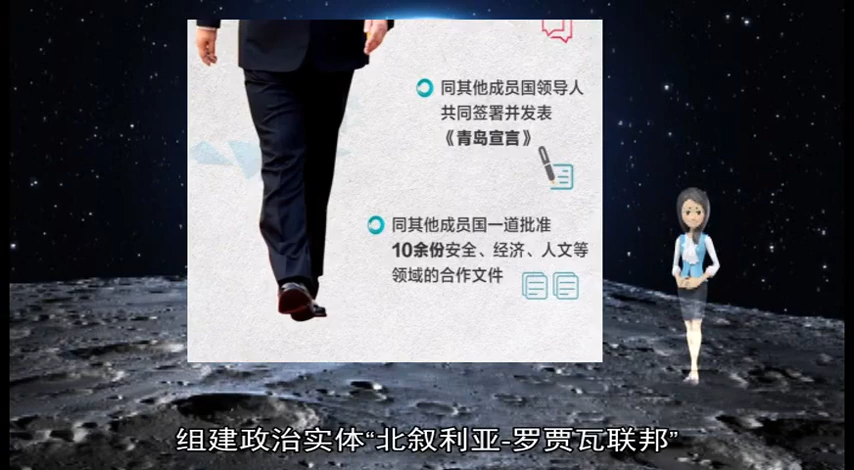 同其他成员国领导人
共同签署并发表
《青岛宣言》
同其他成员国一道批准
10余份安全、经济、人文等
领域的合作文件
组建政治实体“北叙利亚-罗贾瓦联邦”